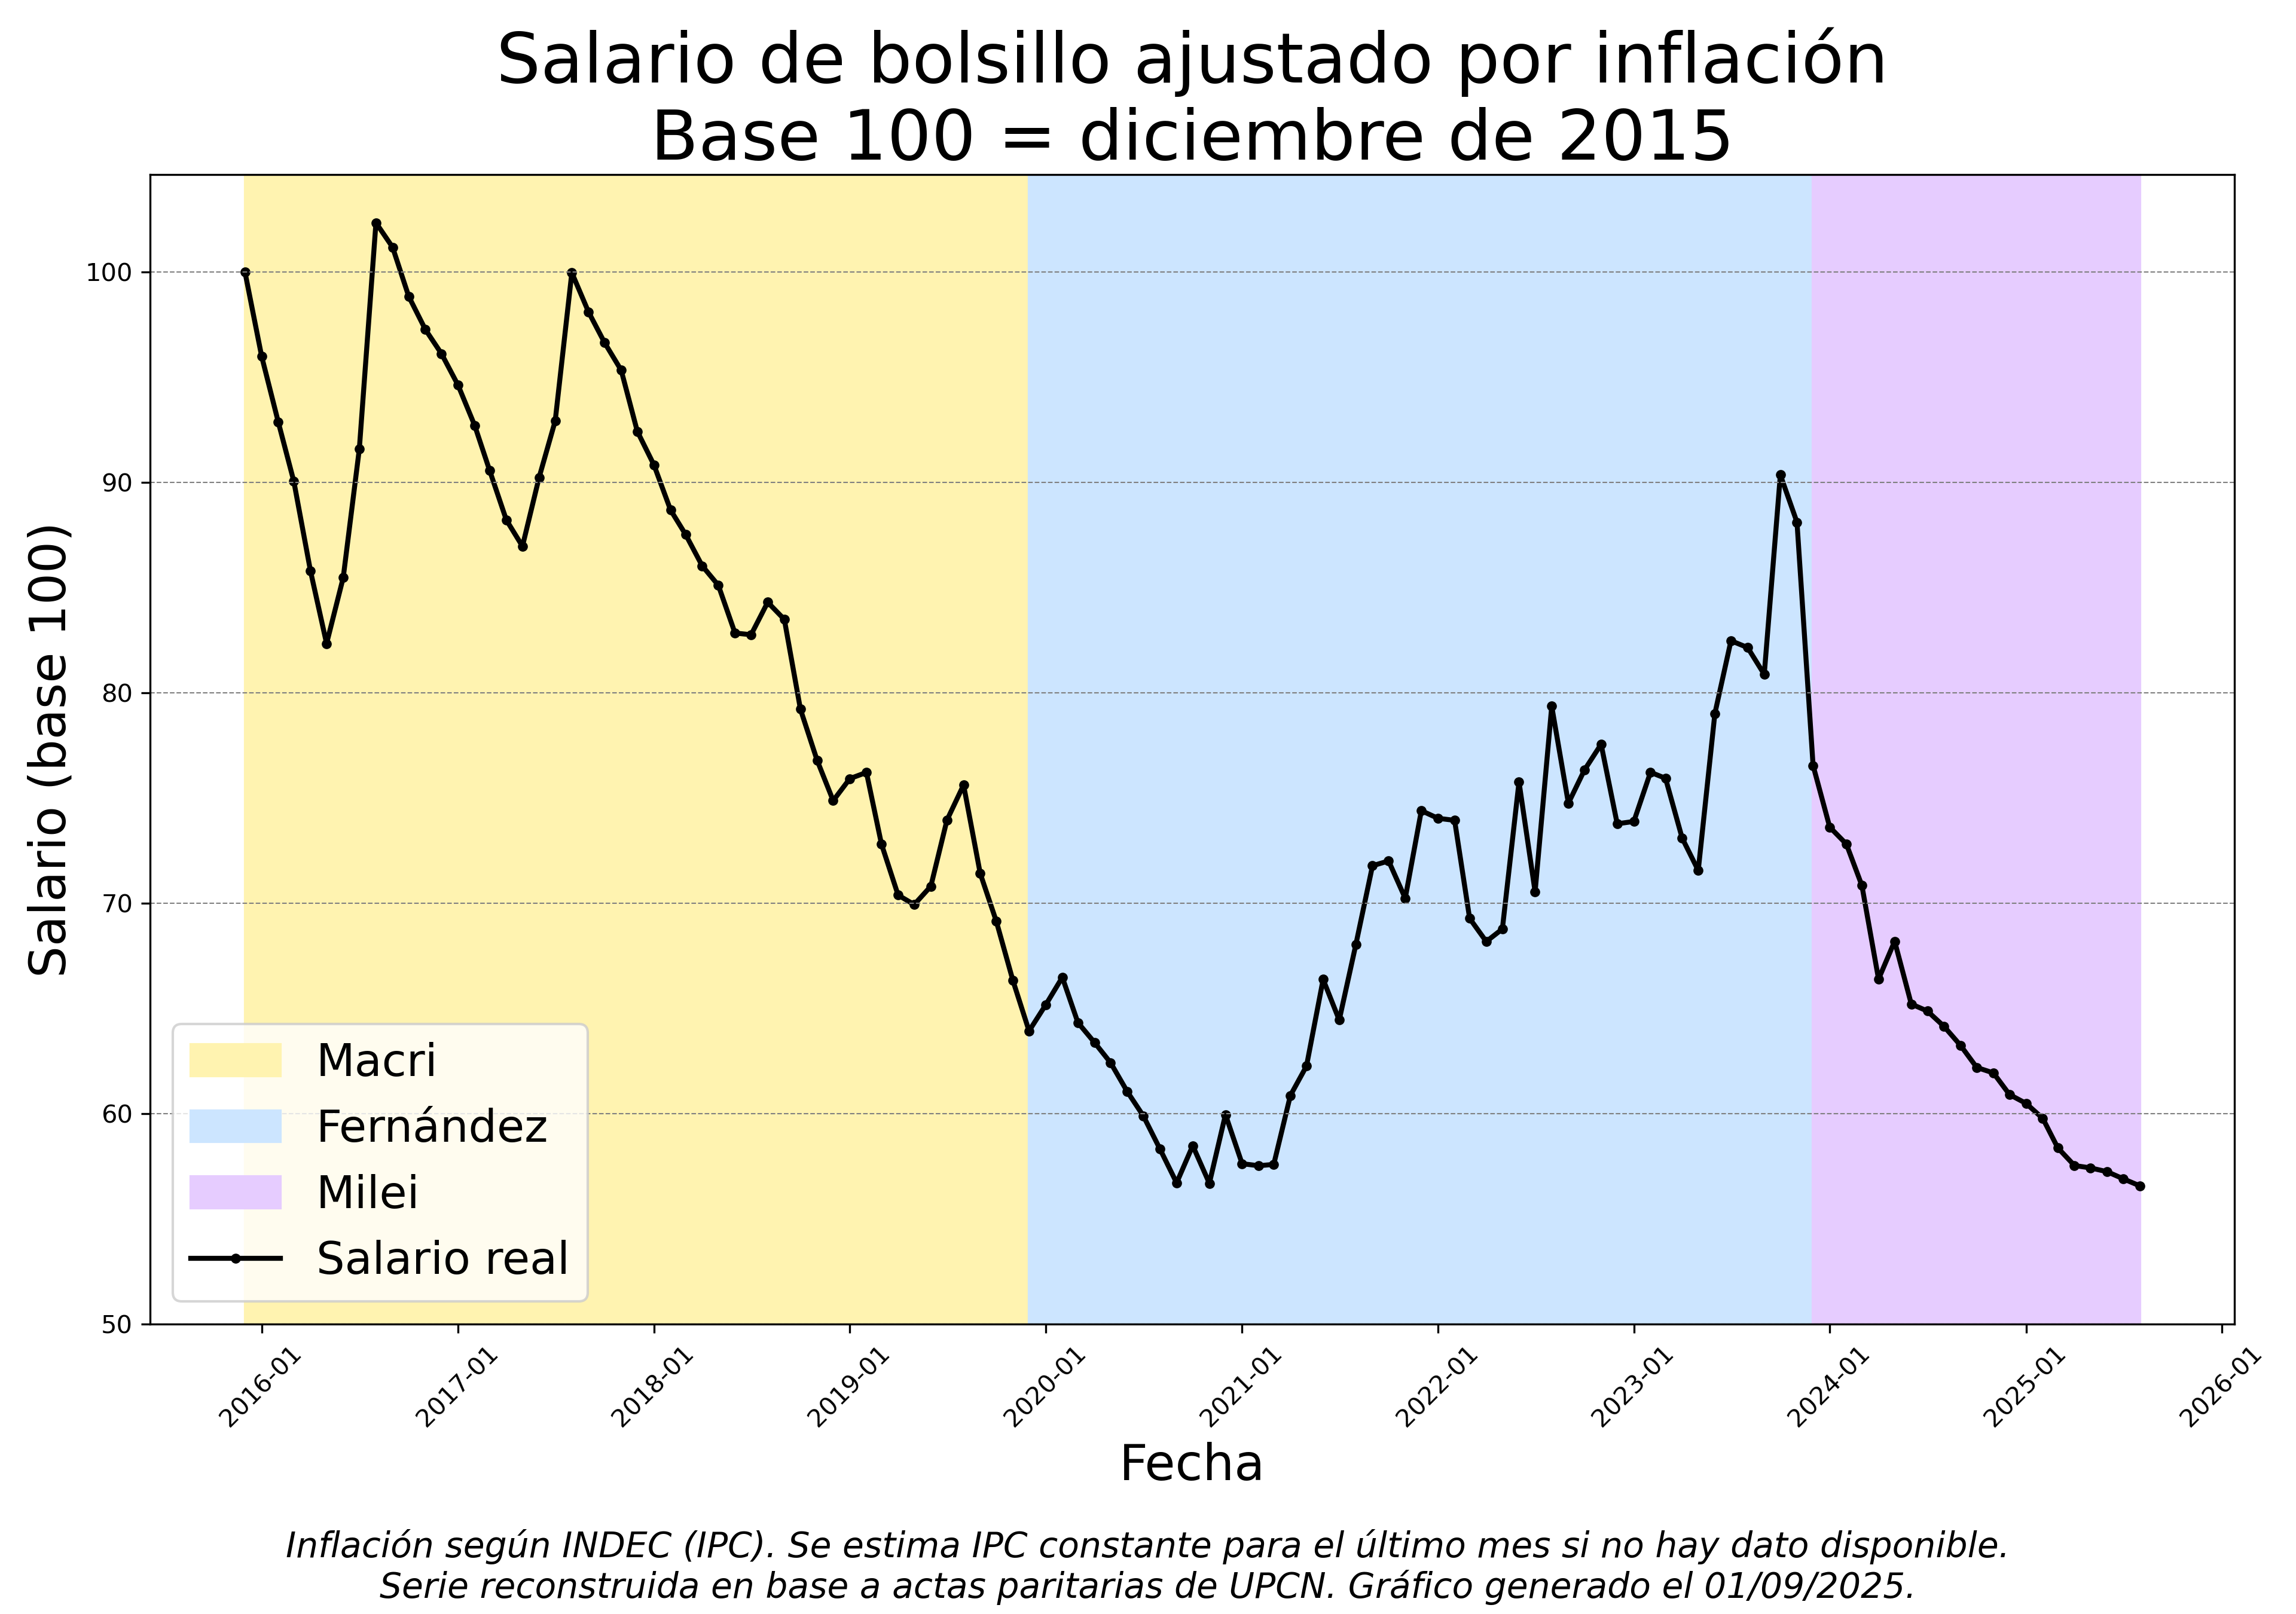 Salario de bolsillo ajustado por inflación
Base 100 = diciembre de 2015
Salario (base 100)
100
90
80
70
60
50
Macri
Fernández
Milei
Salario real
2016-01
2017-01
2018-01
2019-01
2020-01
2021-01
2022-01
2023-01
2024-01
2025-01
2026-01
Fecha
Inflación según INDEC (IPC). Se estima IPC constante para el último mes si no hay dato disponible.
Serie reconstruida en base a actas paritarias de UPCN. Gráfico generado el 01/09/2025.